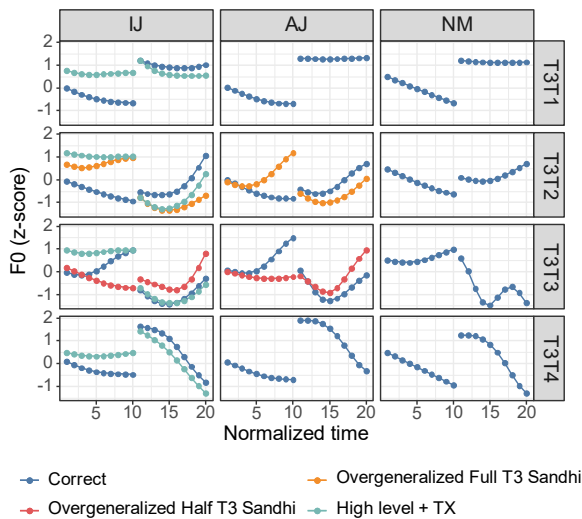 IJ AJ NM
2
1
0
-1
T3T1
2
1
0
-1
T3T2
2
1
0
-1
T3T3
2
1
0
-1
T3T4
F0 (z-score)
5 10 15 20 5 10 15 20 5 10 15 20
Normalized time
Correct Overgeneralized Full T3 Sandhi
Overgeneralized Half T3 Sandhi High level + TX